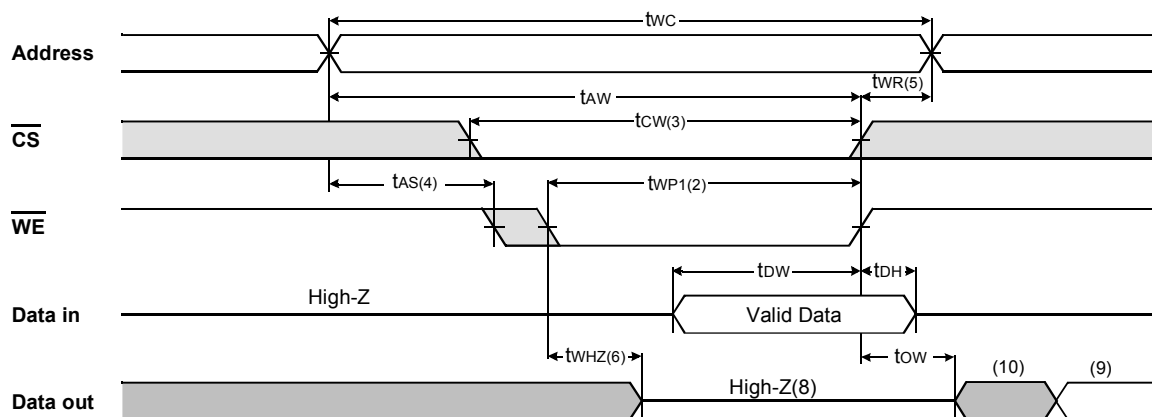 tWC
Address
tWR(5)
tAW
tCW(3)
CS
tAS(4)
tWP1(2)
WE
tDW
tDH
High-Z
Data in
Valid Data
tWHZ(6)
tOW
High-Z(8)
(10)
(9)
Data out